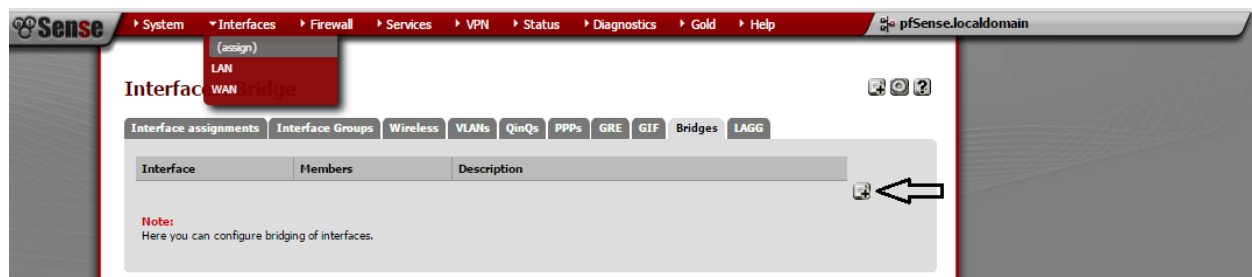 Sense System Interfaces Firewall Services VPN Status Diagnostics Gold Help pfSense.localdomain
(assign)
LAN
WAN
Interfac Bridge
Interface assignments Interface Groups Wireless VLANs QinQs PPPs GRE GIF Bridges LAGG
Interface Members Description
Note:
Here you can configure bridging of interfaces.